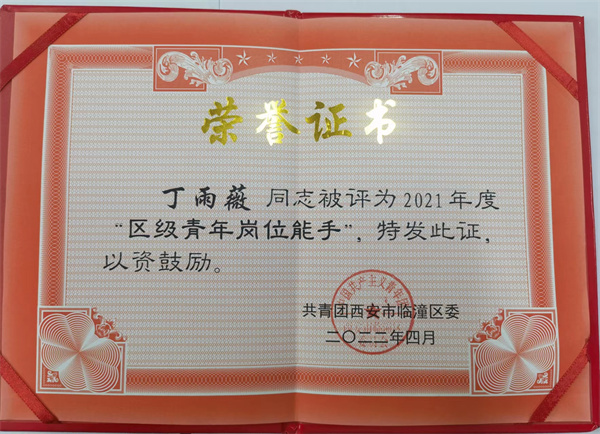 荣誉证书
丁雨薇 同志被评为2021年度
“区级青年岗位能手”，特发此证，
以资鼓励。
共青团西安市临潼区委
二〇二二年四月